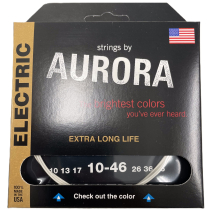 strings by
AURORA
ELECTRIC
brightest colors
you've ever heard.
EXTRA LONG LIFE
10 13 17 10-46 26 36
MADE IN THE
USA
Check out the color